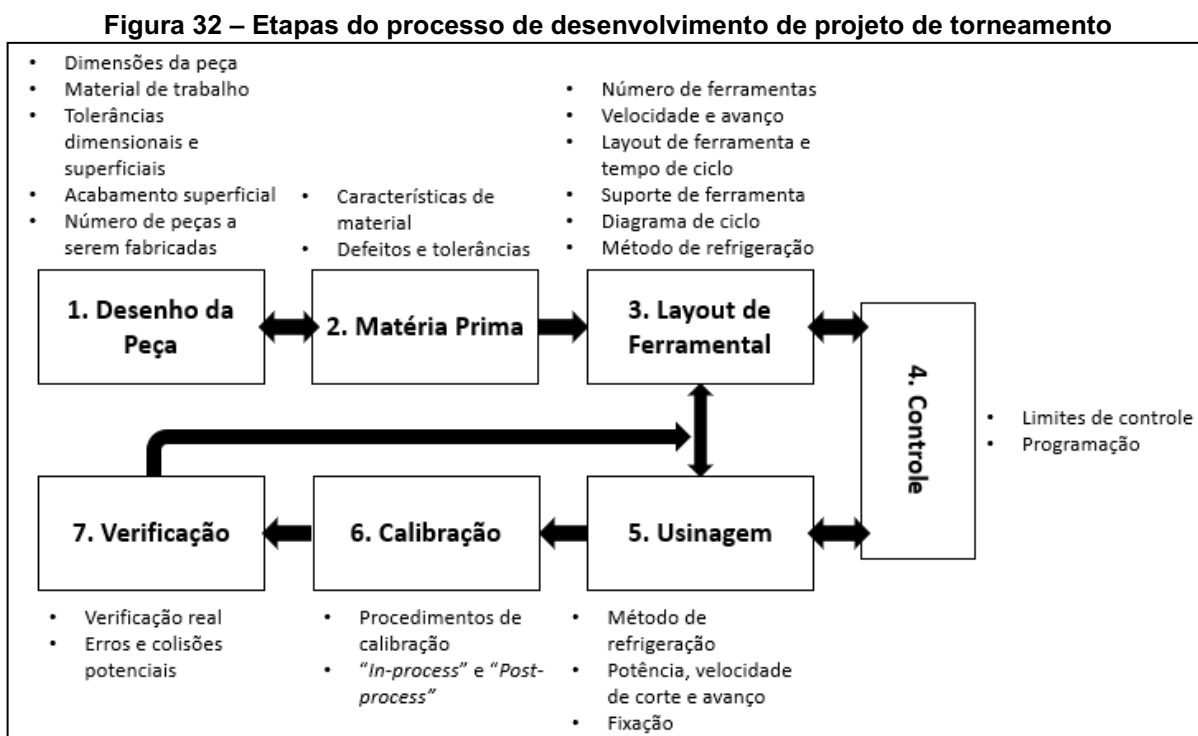 Figura 32 – Etapas do processo de desenvolvimento de projeto de torneamento
• Dimensões da peça
• Material de trabalho
• Tolerâncias
dimensionais e
superficiais
• Acabamento superficial
• Número de peças a
serem fabricadas
• Características de
material
• Defeitos e tolerâncias
• Número de ferramentas
• Velocidade e avanço
• Layout de ferramenta e
tempo de ciclo
• Suporte de ferramenta
• Diagrama de ciclo
• Método de refrigeração
1. Desenho da
Peça
2. Matéria Prima
3. Layout de
Ferramental
4. Controle
• Limites de controle
• Programação
7. Verificação
6. Calibração
5. Usinagem
• Verificação real
• Erros e colisões
potenciais
• Procedimentos de
calibração
• “In-process” e “Post-
process”
• Método de
refrigeração
• Potência, velocidade
de corte e avanço
• Fixação